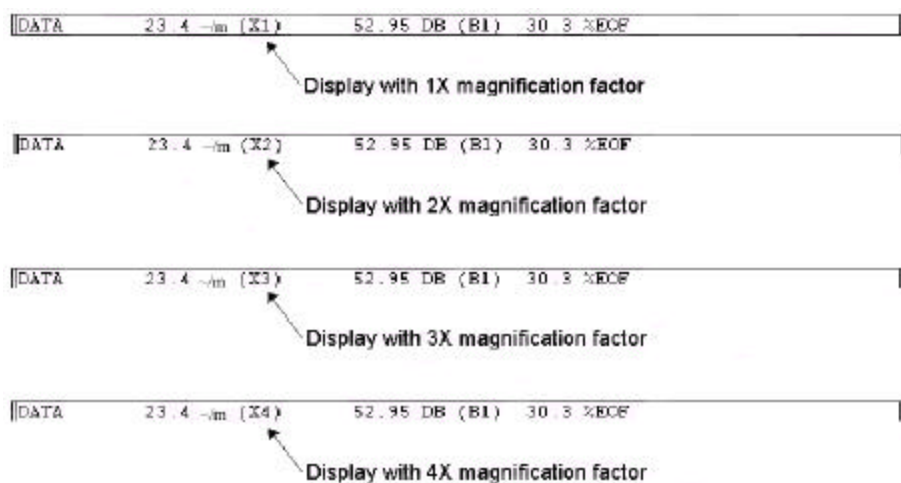 DATA 23.4 ~/m (X1) 52.95 DB (B1) 30.3 %EOF
Display with 1X magnification factor
DATA 23.4 ~/m (X2) 52.95 DB (B1) 30.3 %EOF
Display with 2X magnification factor
DATA 23.4 ~/m (X3) 52.95 DB (B1) 30.3 %EOF
Display with 3X magnification factor
DATA 23.4 ~/m (X4) 52.95 DB (B1) 30.3 %EOF
Display with 4X magnification factor